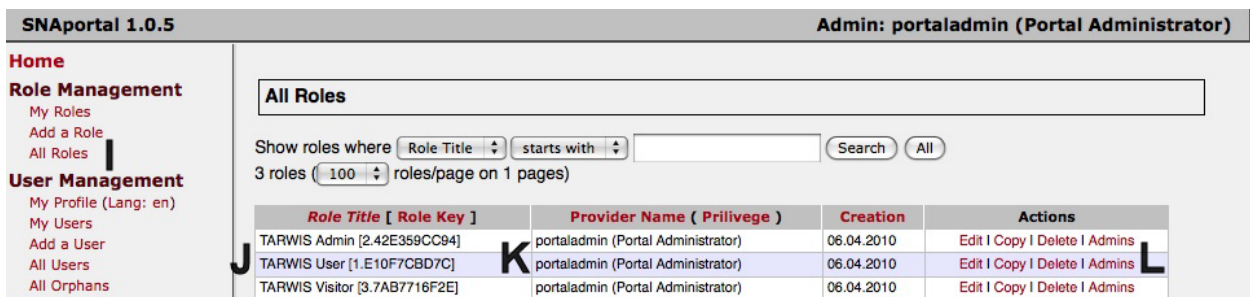 SNAportal 1.0.5 Admin: portaladmin (Portal Administrator)
Home
Role Management
My Roles
Add a Role
All Roles I
User Management
My Profile (Lang: en)
My Users
Add a User
All Users
All Orphans
All Roles
Show roles where Role Title starts with Search All
3 roles ( 100 roles/page on 1 pages)
Role Title [ Role Key ] Provider Name ( Prilivege ) Creation Actions
TARWIS Admin [2.42E359CC94] portaladmin (Portal Administrator) 06.04.2010 Edit I Copy I Delete I Admins
J TARWIS User [1.E10F7CBD7C] K portaladmin (Portal Administrator) 06.04.2010 Edit I Copy I Delete I Admins L
TARWIS Visitor [3.7AB7716F2E] portaladmin (Portal Administrator) 06.04.2010 Edit I Copy I Delete I Admins